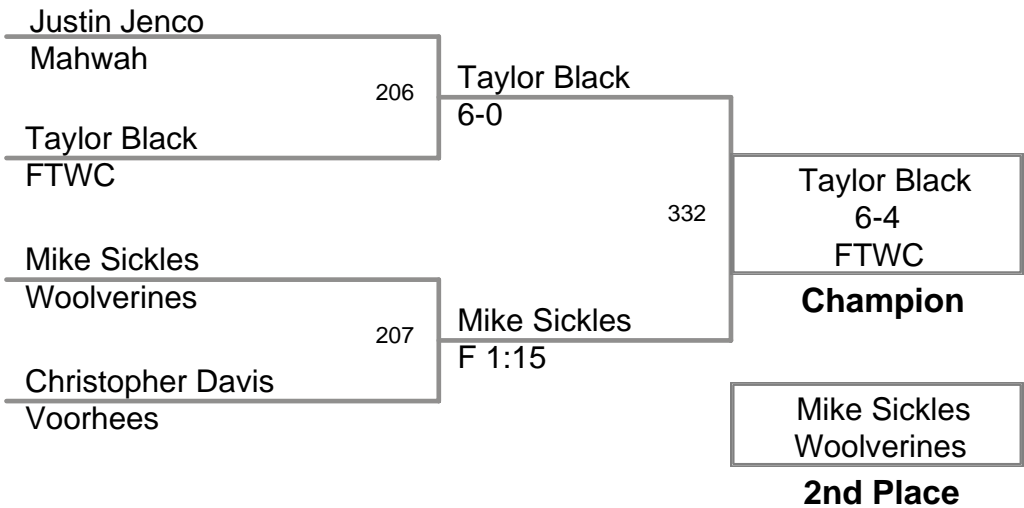 Justin Jenco
Mahwah
206
Taylor Black
6-0
Taylor Black
FTWC
332
Taylor Black
6-4
FTWC
Champion
Mike Sickles
Woolverines
207
Mike Sickles
F 1:15
Christopher Davis
Voorhees
Mike Sickles
Woolverines
2nd Place